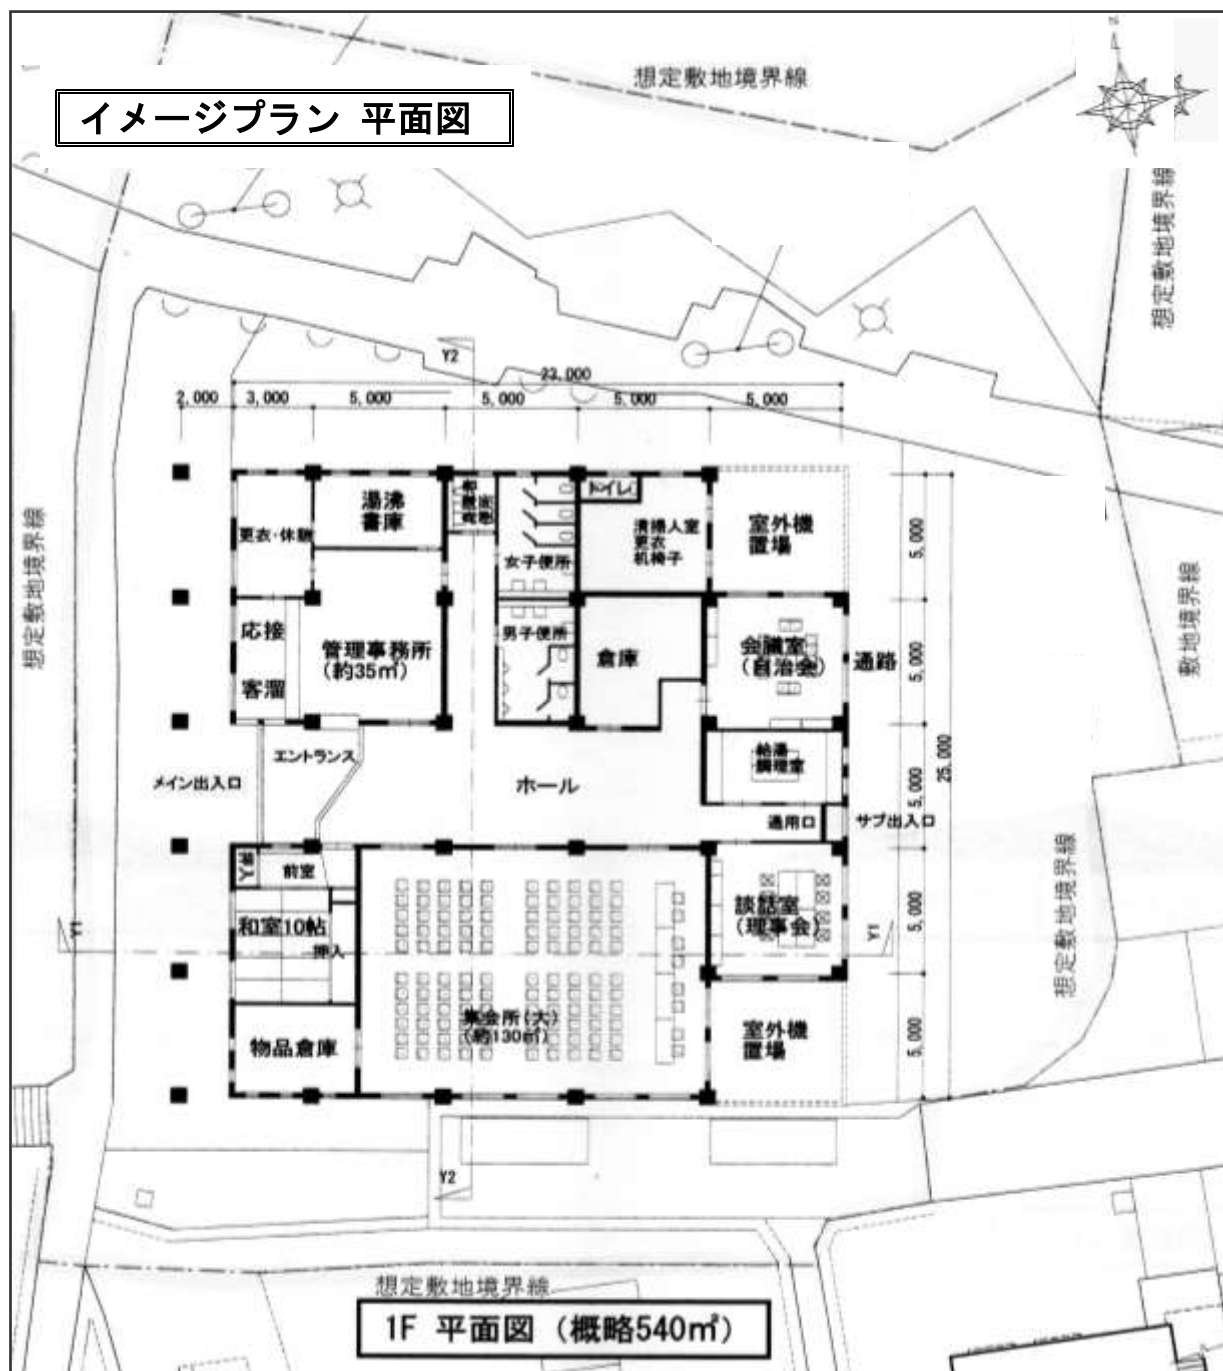 想定敷地境界線
イメージプラン 平面図
N
想定敷地境界線
Y2
23,000
2,000
3,000
5,000
5,000
5,000
5,000
湯沸
書庫
更衣・休憩
トイレ
清掃人室
更衣
机椅子
室外機
置場
5,000
女子便所
想定敷地境界線
応接
客溜
管理事務所
(約35㎡)
男子便所
倉庫
会議室
(自治会)
通路
5,000
敷地境界線
エントランス
メイン出入口
ホール
給湯
調理室
通用口
サブ出入口
5,000
25,000
押入
前室
和室10帖
押入
談話室
(理事会)
5,000
Y1
Y1
想定敷地境界線
集会所(大)
(約130㎡)
物品倉庫
室外機
置場
5,000
Y2
想定敷地境界線
1F 平面図 (概略540㎡)